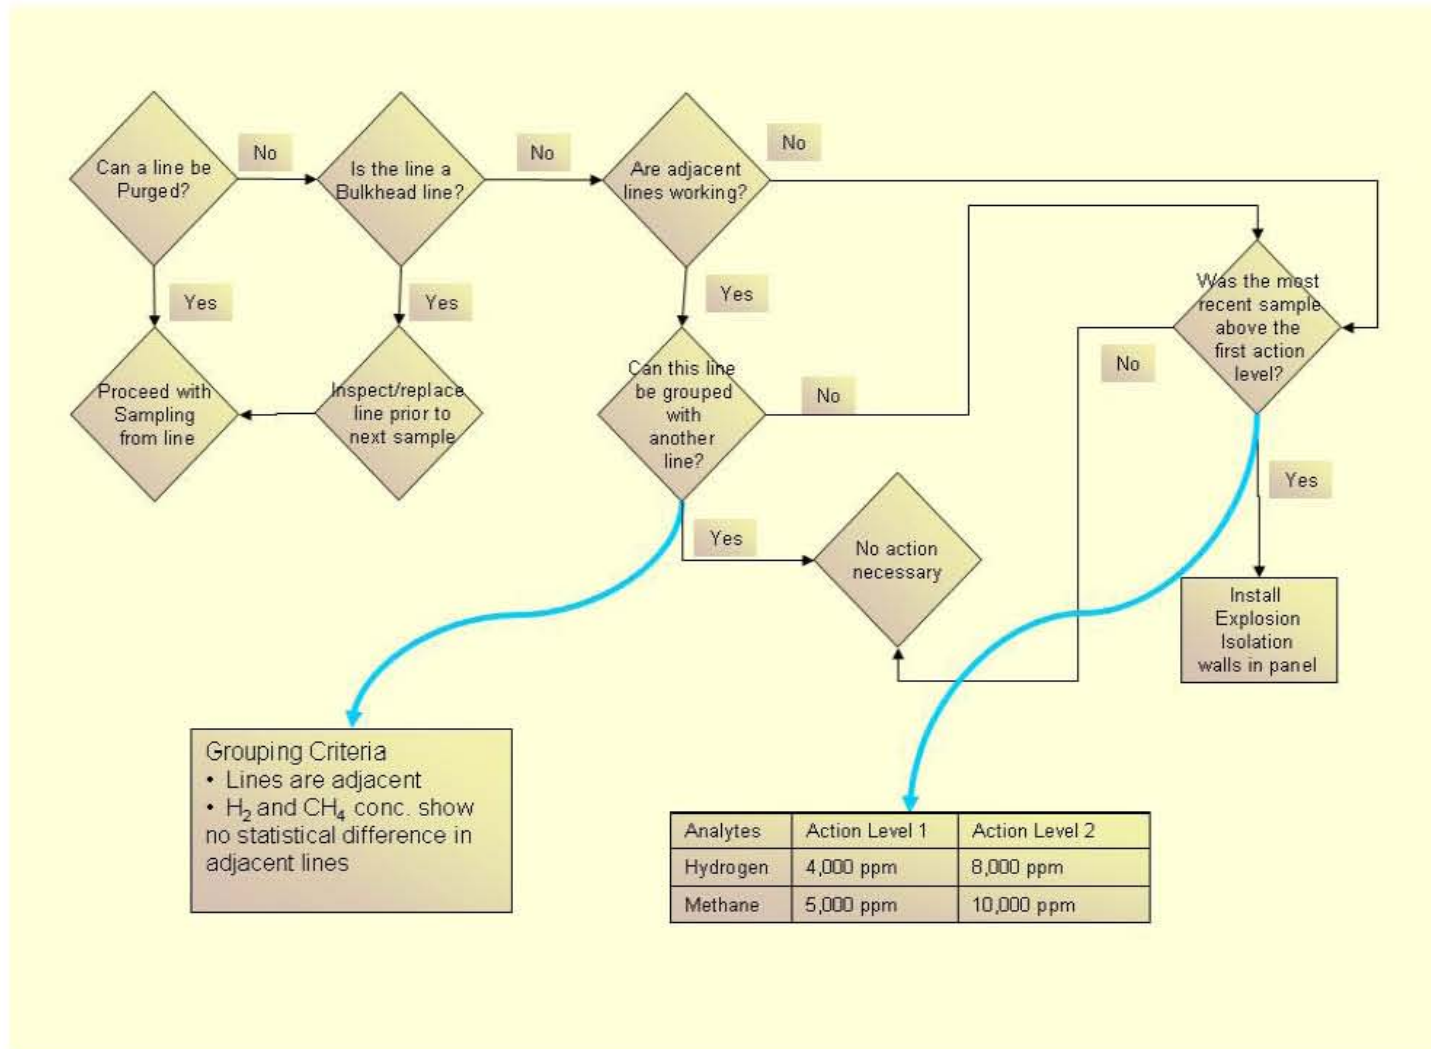 Can a line be
Purged?
No
Is the line a
Bulkhead line?
No
Are adjacent
lines working?
No
Yes
Yes
Yes
Was the most
recent sample
above the
first action
level?
No
Proceed with
Sampling
from line
Inspect/replace
line prior to
next sample
Can this line
be grouped
with
another
line?
No
Yes
Yes
No action
necessary
Install
Explosion
Isolation
walls in panel
Grouping Criteria
• Lines are adjacent
• H₂ and CH₄ conc. show
no statistical difference in
adjacent lines
Analytes Action Level 1 Action Level 2
Hydrogen 4,000 ppm 8,000 ppm
Methane 5,000 ppm 10,000 ppm